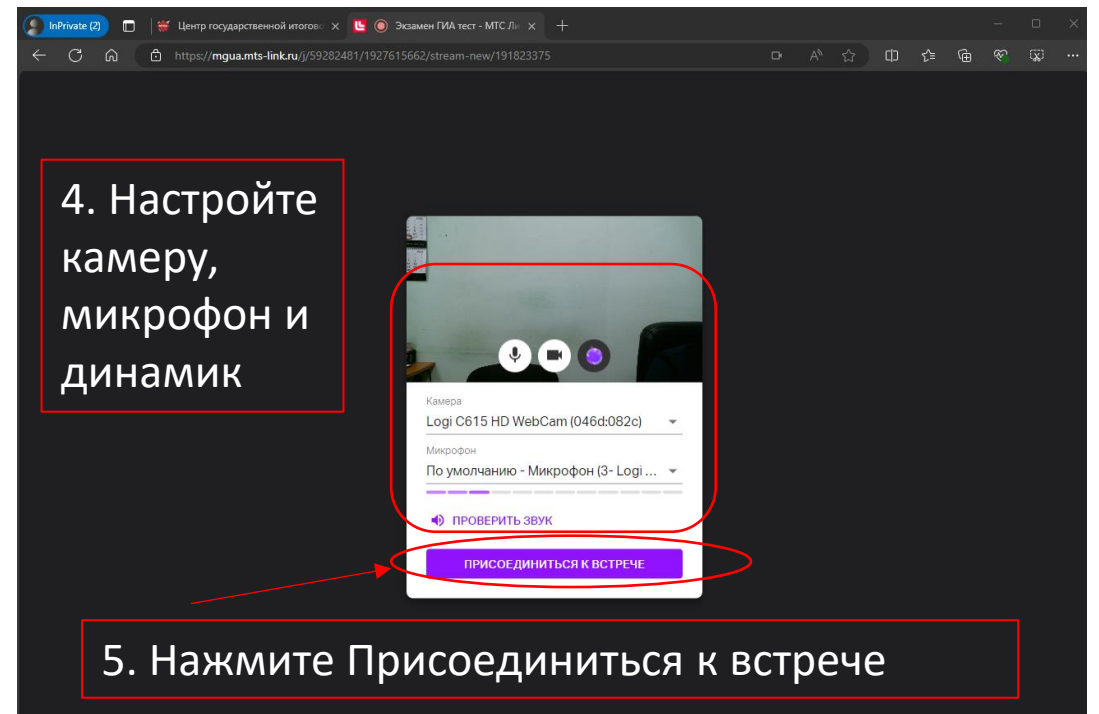 InPrivate (2)
Центр государственной итогово
Экзамен ГИА тест - МТС Ли
https://mgua.mts-link.ru/j/59282481/1927615662/stream-new/191823375
4. Настройте
камеру,
микрофон и
динамик
Камера
Logi C615 HD WebCam (046d:082c)
Микрофон
По умолчанию - Микрофон (3- Logi ...
ПРОВЕРИТЬ ЗВУК
ПРИСОЕДИНИТЬСЯ К ВСТРЕЧЕ
5. Нажмите Присоединиться к встрече